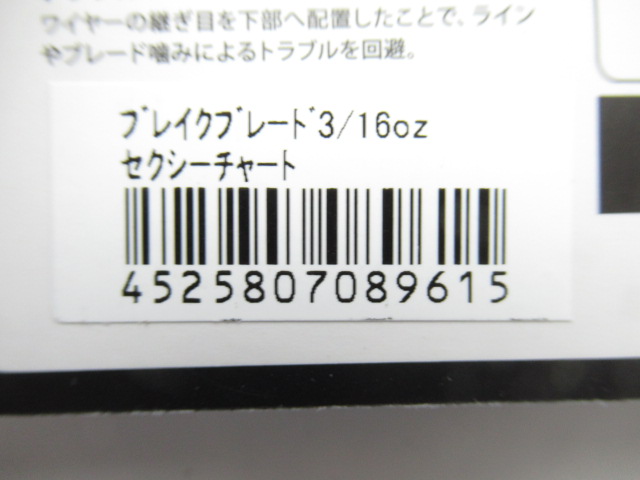 ワイヤーの継ぎ目を下部へ配置したことで、ライン
やブレード噛みによるトラブルを回避。
ブレイクブレード3/16oz
セクシーチャート
4525807089615